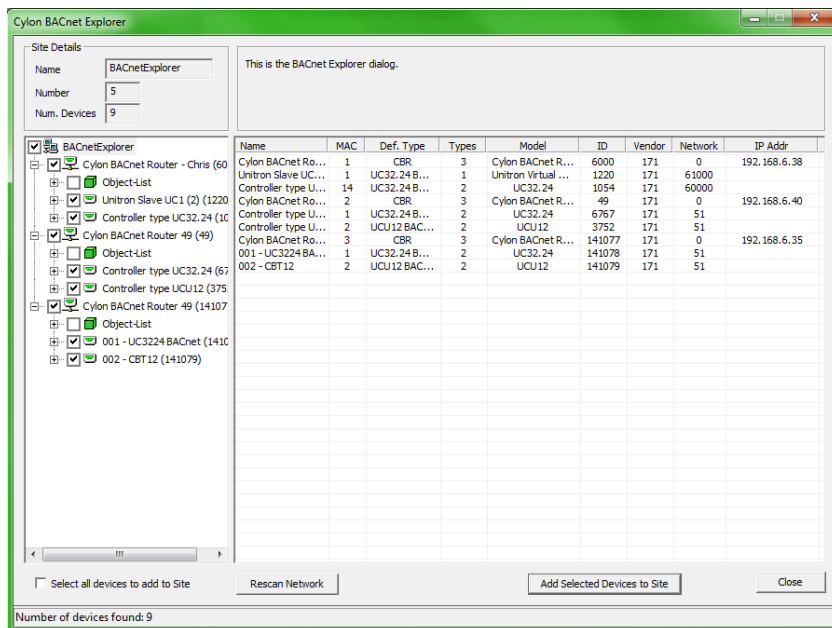 Cylon BACnet Explorer
Site Details
Name BACnetExplorer
Number 5
Num. Devices 9
This is the BACnet Explorer dialog.
BACnetExplorer
Cylon BACnet Router - Chris (60
Object-List
Unitron Slave UC1 (2) (1220
Controller type UC32.24 (10
Cylon BACnet Router 49 (49)
Object-List
Controller type UC32.24 (67
Controller type UCU12 (375
Cylon BACnet Router 49 (14107
Object-List
001 - UC3224 BACnet (1410
002 - CBT12 (141079)
Name MAC Def. Type Types Model ID Vendor Network IP Addr
Cylon BACnet Ro... 1 CBR 3 Cylon BACnet R... 6000 171 0 192.168.6.38
Unitron Slave UC... 1 UC32.24 B... 1 Unitron Virtual ... 1220 171 61000
Controller type U... 14 UC32.24 B... 2 UC32.24 1054 171 60000
Cylon BACnet Ro... 2 CBR 3 Cylon BACnet R... 49 171 0 192.168.6.40
Controller type U... 1 UC32.24 B... 2 UC32.24 6767 171 51
Controller type U... 2 UCU12 BAC... 2 UCU12 3752 171 51
Cylon BACnet Ro... 3 CBR 3 Cylon BACnet R... 141077 171 0 192.168.6.35
001 - UC3224 BA... 1 UC32.24 B... 2 UC32.24 141078 171 51
002 - CBT12 2 UCU12 BAC... 2 UCU12 141079 171 51
Select all devices to add to Site
Rescan Network
Add Selected Devices to Site
Close
Number of devices found: 9